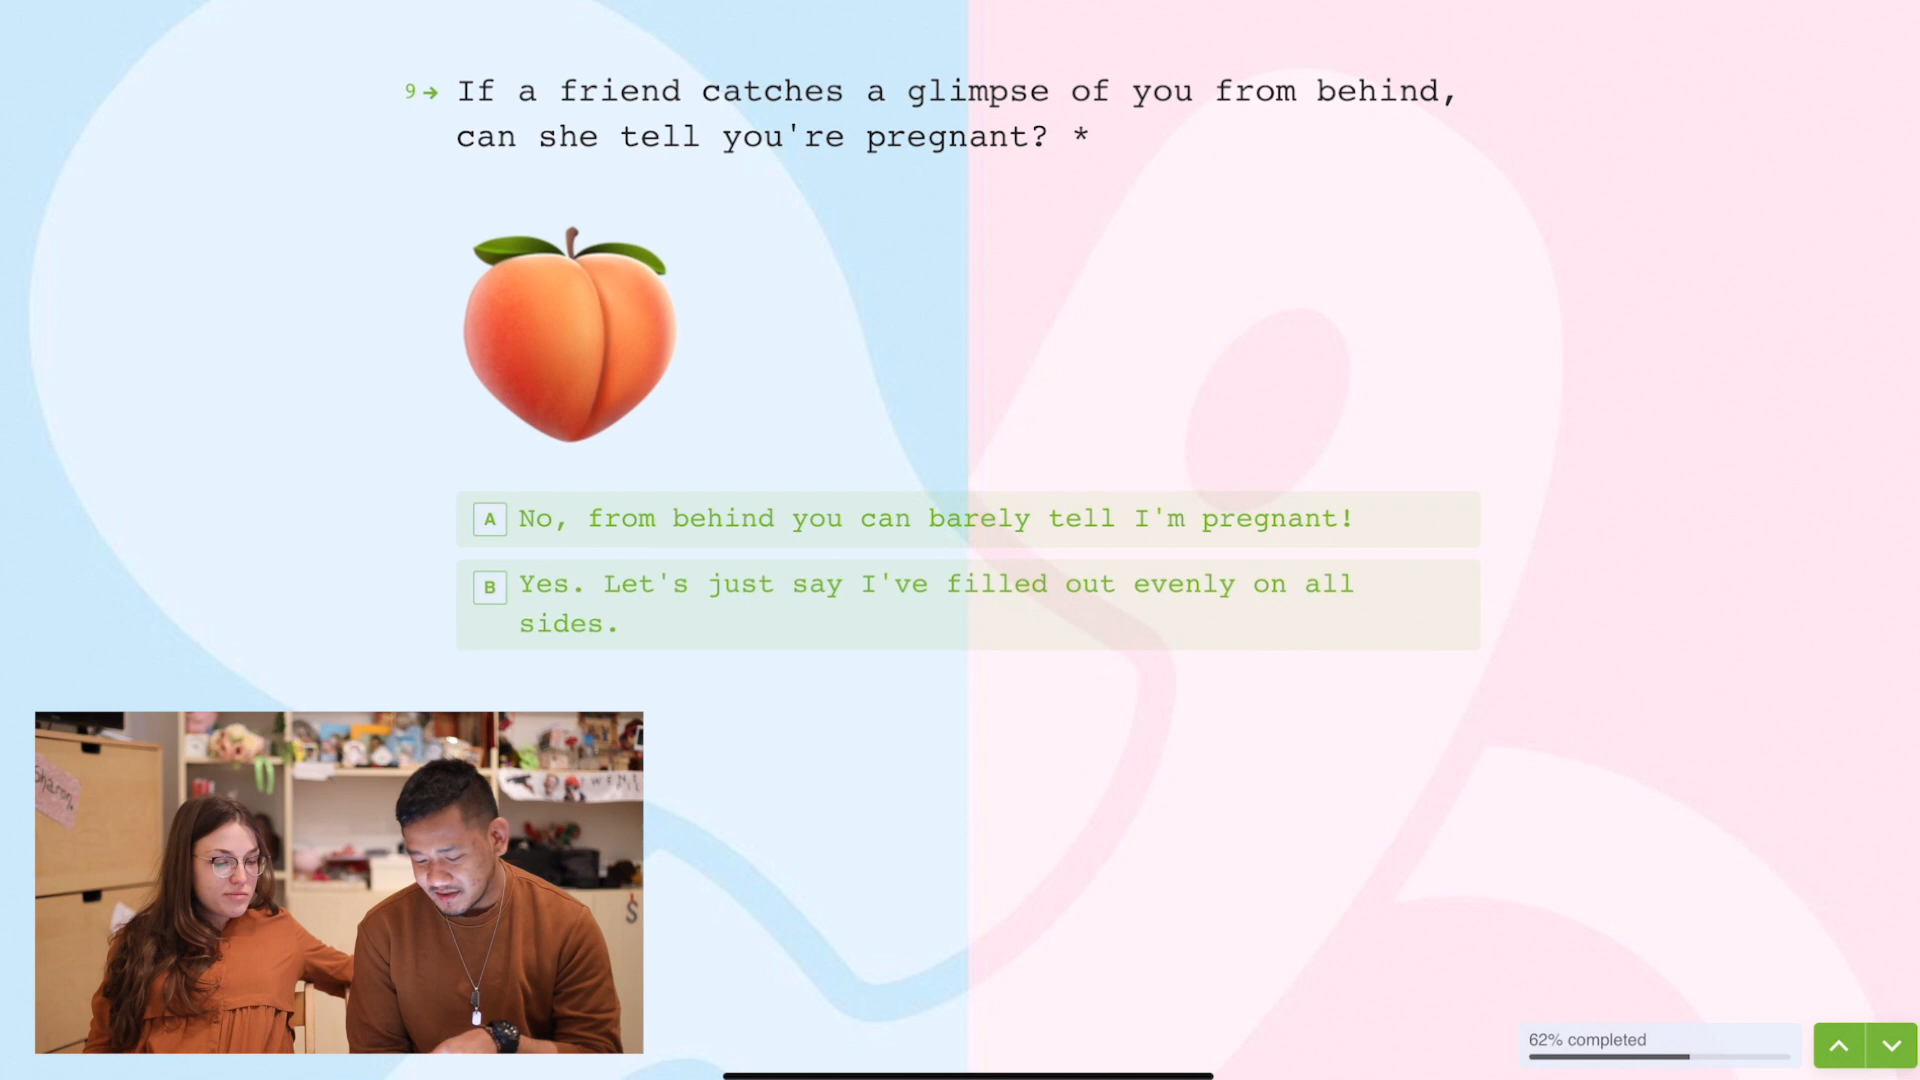 9→ If a friend catches a glimpse of you from behind,
can she tell you're pregnant? *
A No, from behind you can barely tell I'm pregnant!
B Yes. Let's just say I've filled out evenly on all
sides.
Sharon
$
62% completed